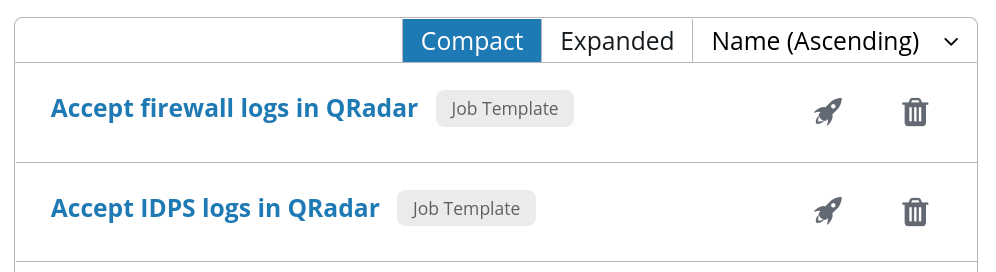 Compact Expanded Name (Ascending)
Accept firewall logs in QRadar Job Template
Accept IDPS logs in QRadar Job Template